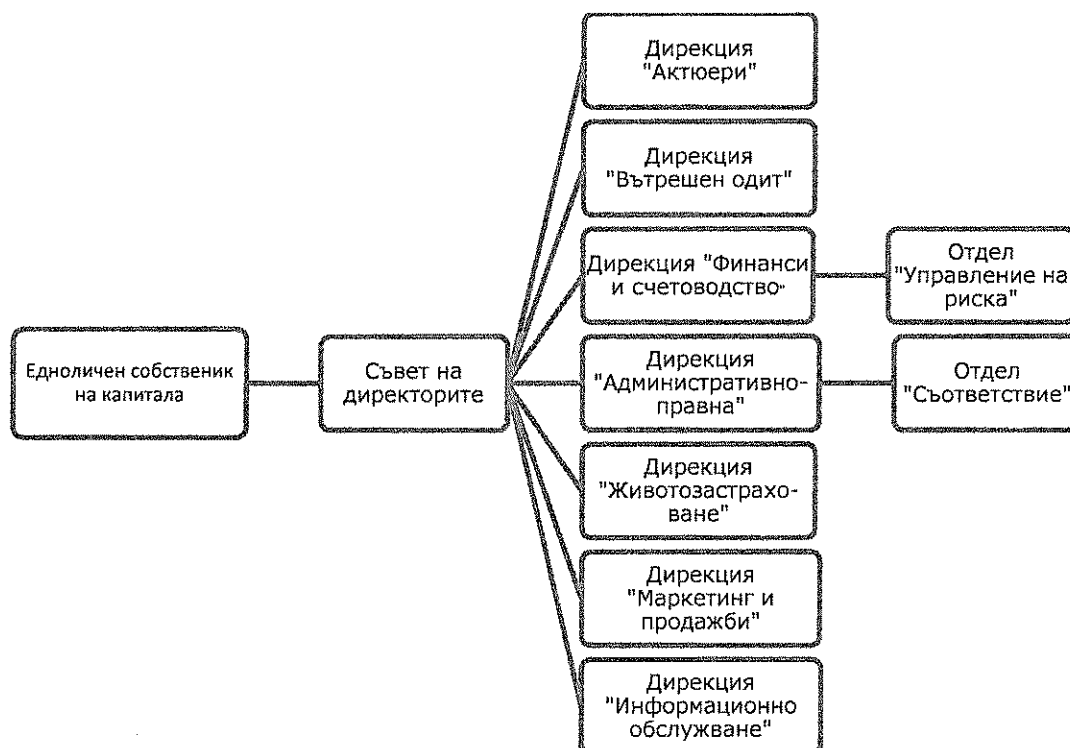 Дирекция
"Актюери"
Дирекция
"Вътрешен одит"
Дирекция "Финанси
и счетоводство-
Отдел
"Управление на
риска"
Едноличен собственик
на капитала
Съвет на
директорите
Дирекция
"Административно-
правна"
Отдел
"Съответствие"
Дирекция
"Животозастрахо-
ване"
Дирекция
"Маркетинг и
продажби"
Дирекция
"Информационно
обслужване"